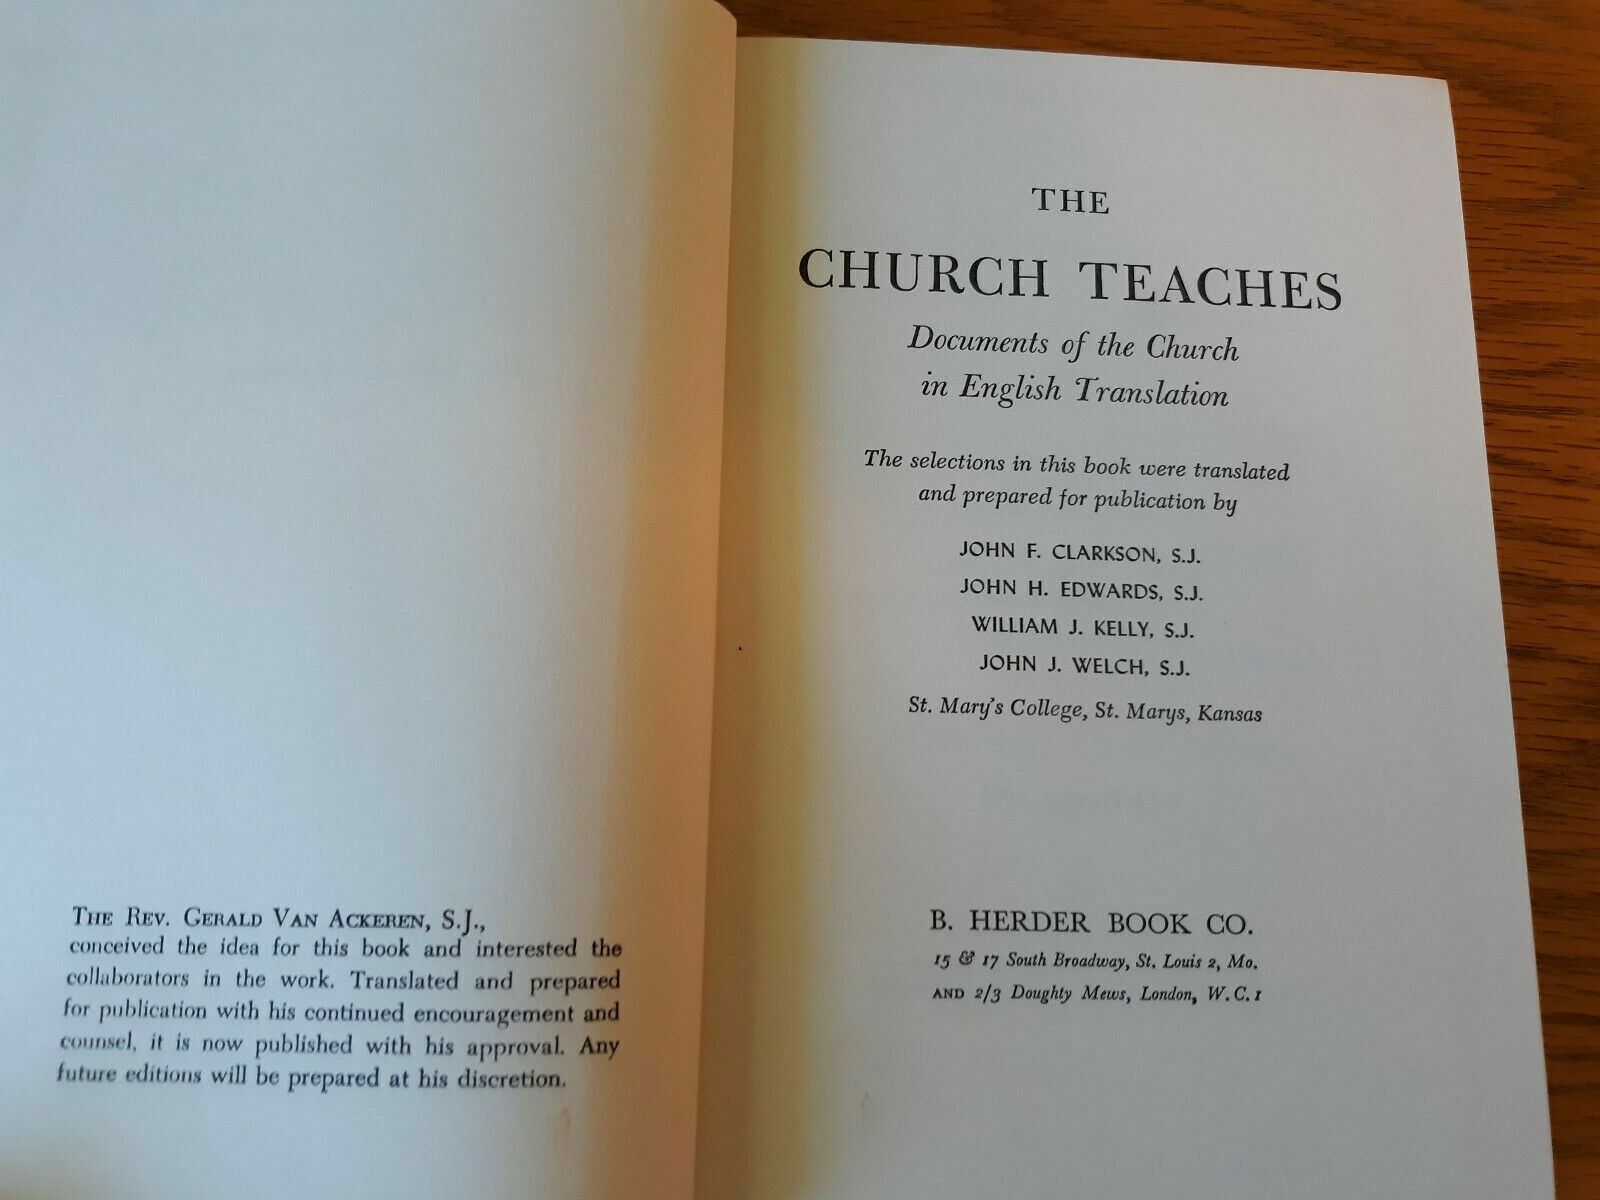 THE REV. GERALD VAN ACKEREN, S.J.,
conceived the idea for this book and interested the
collaborators in the work. Translated and prepared
for publication with his continued encouragement and
counsel, it is now published with his approval. Any
future editions will be prepared at his discretion.
THE
CHURCH TEACHES
Documents of the Church
in English Translation
The selections in this book were translated
and prepared for publication by
JOHN F. CLARKSON, S.J.
JOHN H. EDWARDS, S.J.
WILLIAM J. KELLY, S.J.
JOHN J. WELCH, S.J.
St. Mary's College, St. Marys, Kansas
B. HERDER BOOK CO.
15 & 17 South Broadway, St. Louis 2, Mo.
AND 2/3 Doughty Mews, London, W.C.1